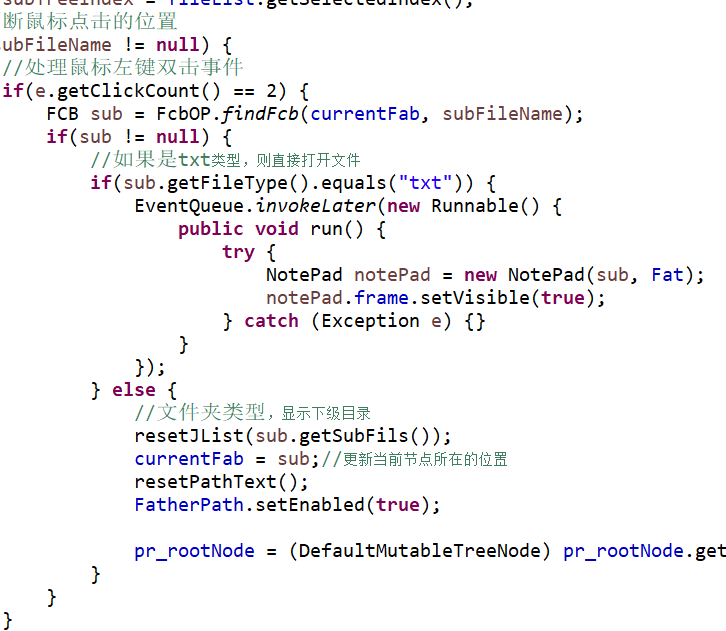 subTreeIndex = fileList.getSelectedIndex();
断鼠标点击的位置
ubFileName != null) {
//处理鼠标左键双击事件
if(e.getClickCount() == 2) {
FCB sub = FcbOP.findFcb(currentFab, subFileName);
if(sub != null) {
//如果是txt类型，则直接打开文件
if(sub.getFileType().equals("txt")) {
EventQueue.invokeLater(new Runnable() {
public void run() {
try {
NotePad notePad = new NotePad(sub, Fat);
notePad.frame.setVisible(true);
} catch (Exception e) {}
}
});
} else {
//文件夹类型，显示下级目录
resetJList(sub.getSubFils());
currentFab = sub;//更新当前节点所在的位置
resetPathText();
FatherPath.setEnabled(true);
pr_rootNode = (DefaultMutableTreeNode) pr_rootNode.get
}
}
}